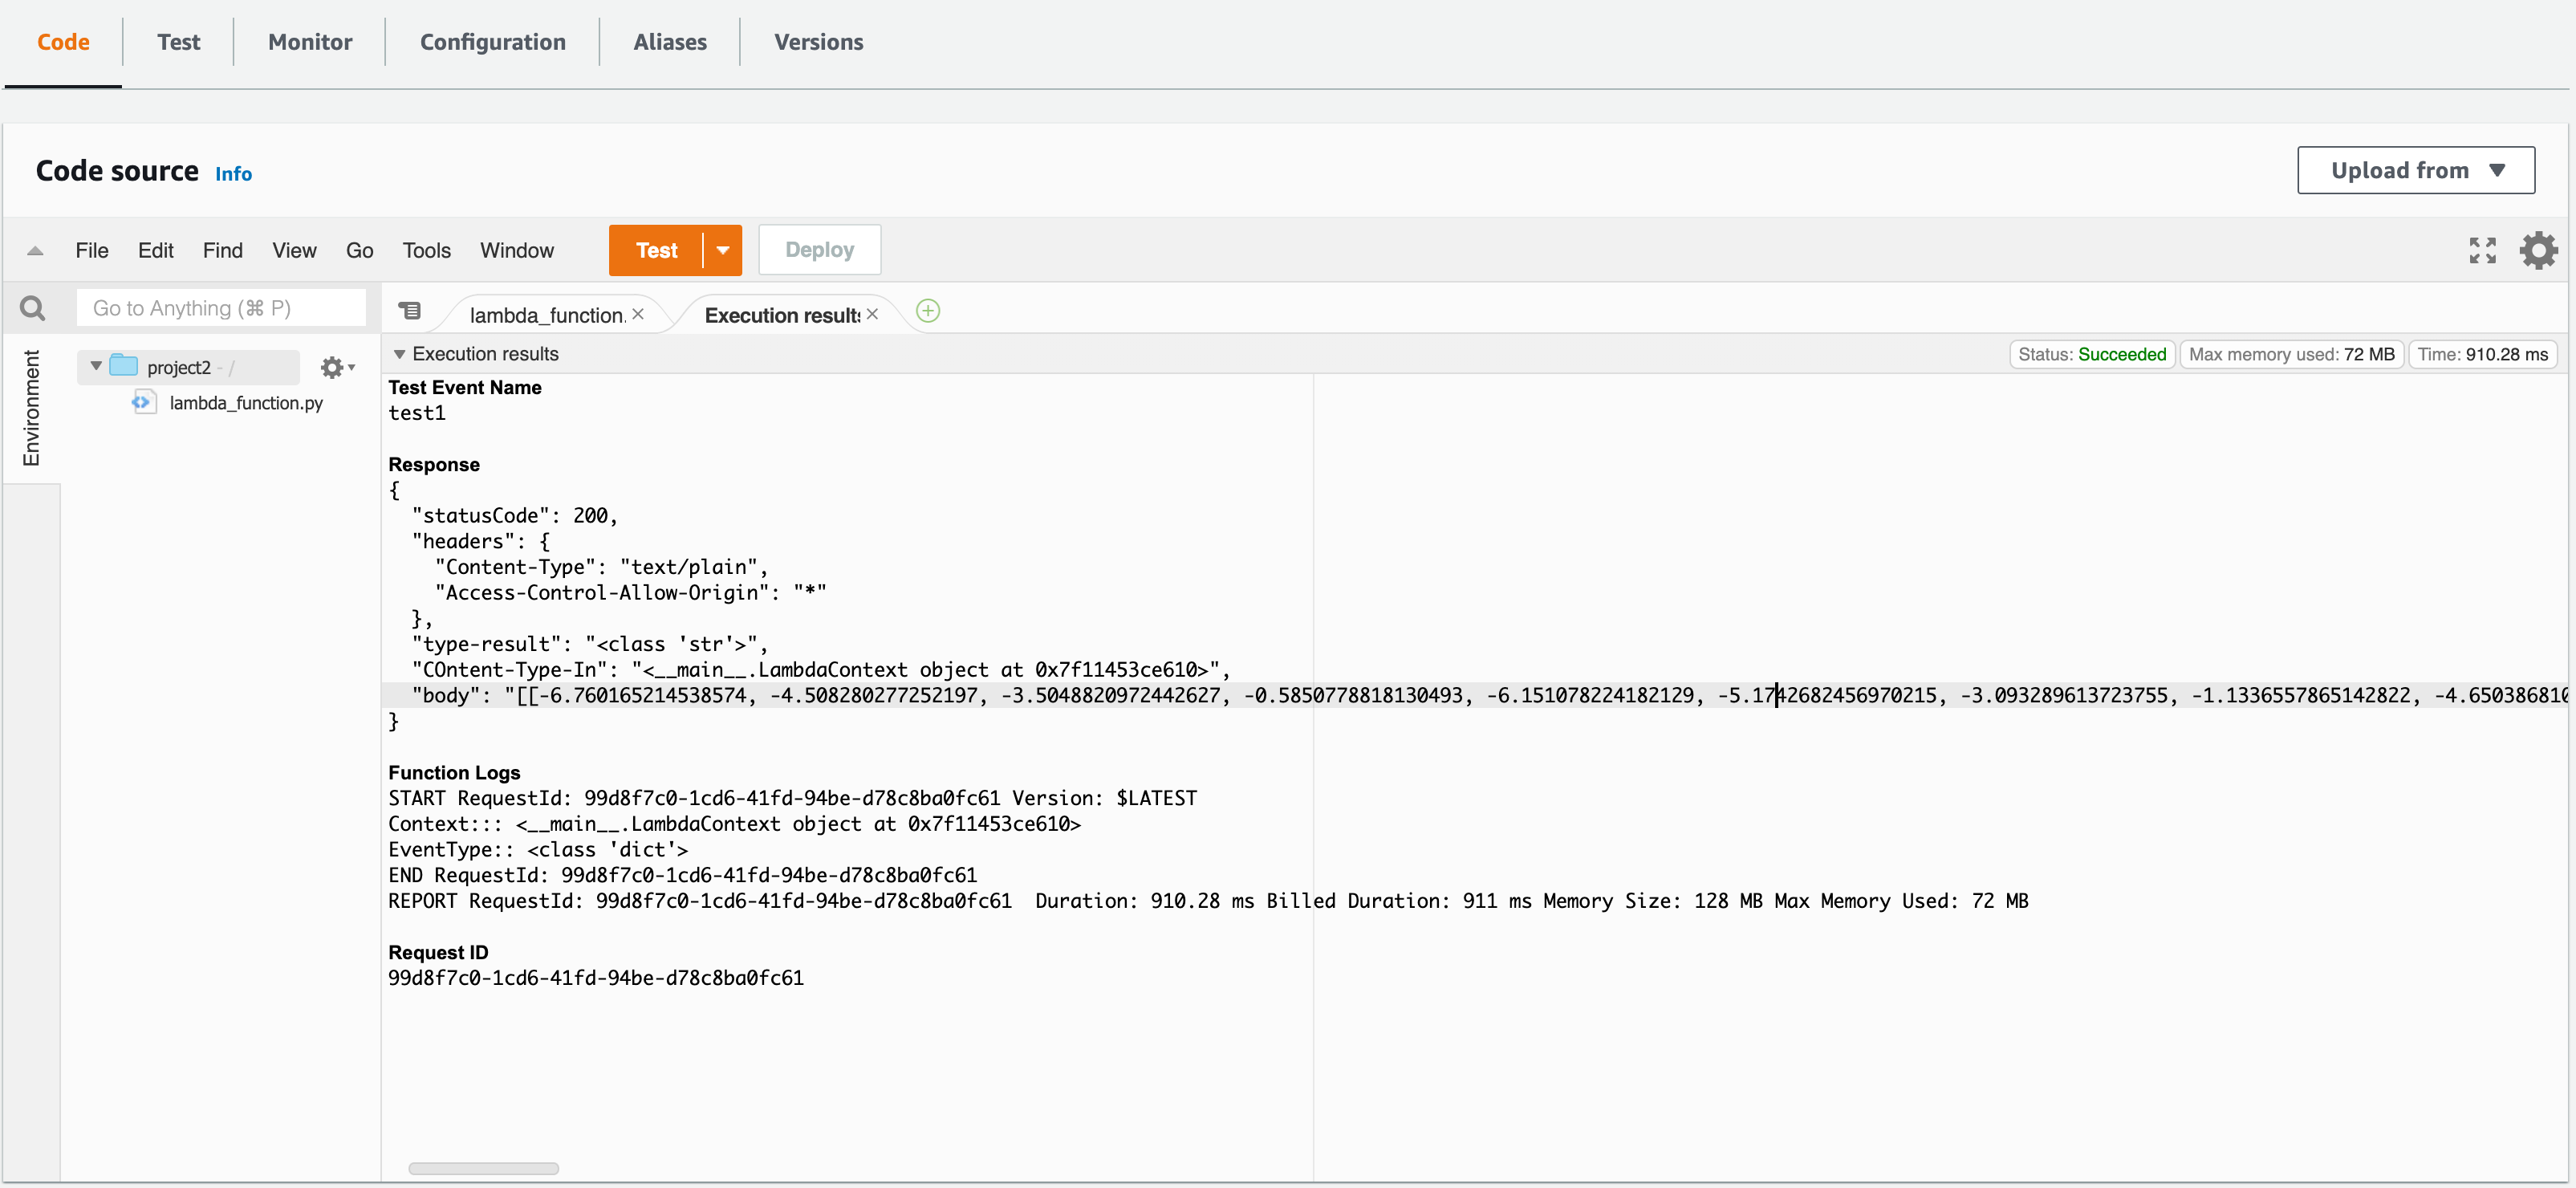 Code Test Monitor Configuration Aliases Versions
Code source Info
Upload from
File Edit Find View Go Tools Window Test Deploy
Go to Anything (⌘ P) lambda_function. Execution results
Environment
project2 - /
lambda_function.py
Execution results Status: Succeeded Max memory used: 72 MB Time: 910.28 ms
Test Event Name
test1
Response
{
"statusCode": 200,
"headers": {
"Content-Type": "text/plain",
"Access-Control-Allow-Origin": "*"
},
"type-result": "<class 'str'>",
"COntent-Type-In": "<__main__.LambdaContext object at 0x7f11453ce610>",
"body": "[[-6.760165214538574, -4.508280277252197, -3.5048820972442627, -0.5850778818130493, -6.151078224182129, -5.1742682456970215, -3.093289613723755, -1.1336557865142822, -4.650386810
}
Function Logs
START RequestId: 99d8f7c0-1cd6-41fd-94be-d78c8ba0fc61 Version: $LATEST
Context::: <__main__.LambdaContext object at 0x7f11453ce610>
EventType:: <class 'dict'>
END RequestId: 99d8f7c0-1cd6-41fd-94be-d78c8ba0fc61
REPORT RequestId: 99d8f7c0-1cd6-41fd-94be-d78c8ba0fc61 Duration: 910.28 ms Billed Duration: 911 ms Memory Size: 128 MB Max Memory Used: 72 MB
Request ID
99d8f7c0-1cd6-41fd-94be-d78c8ba0fc61